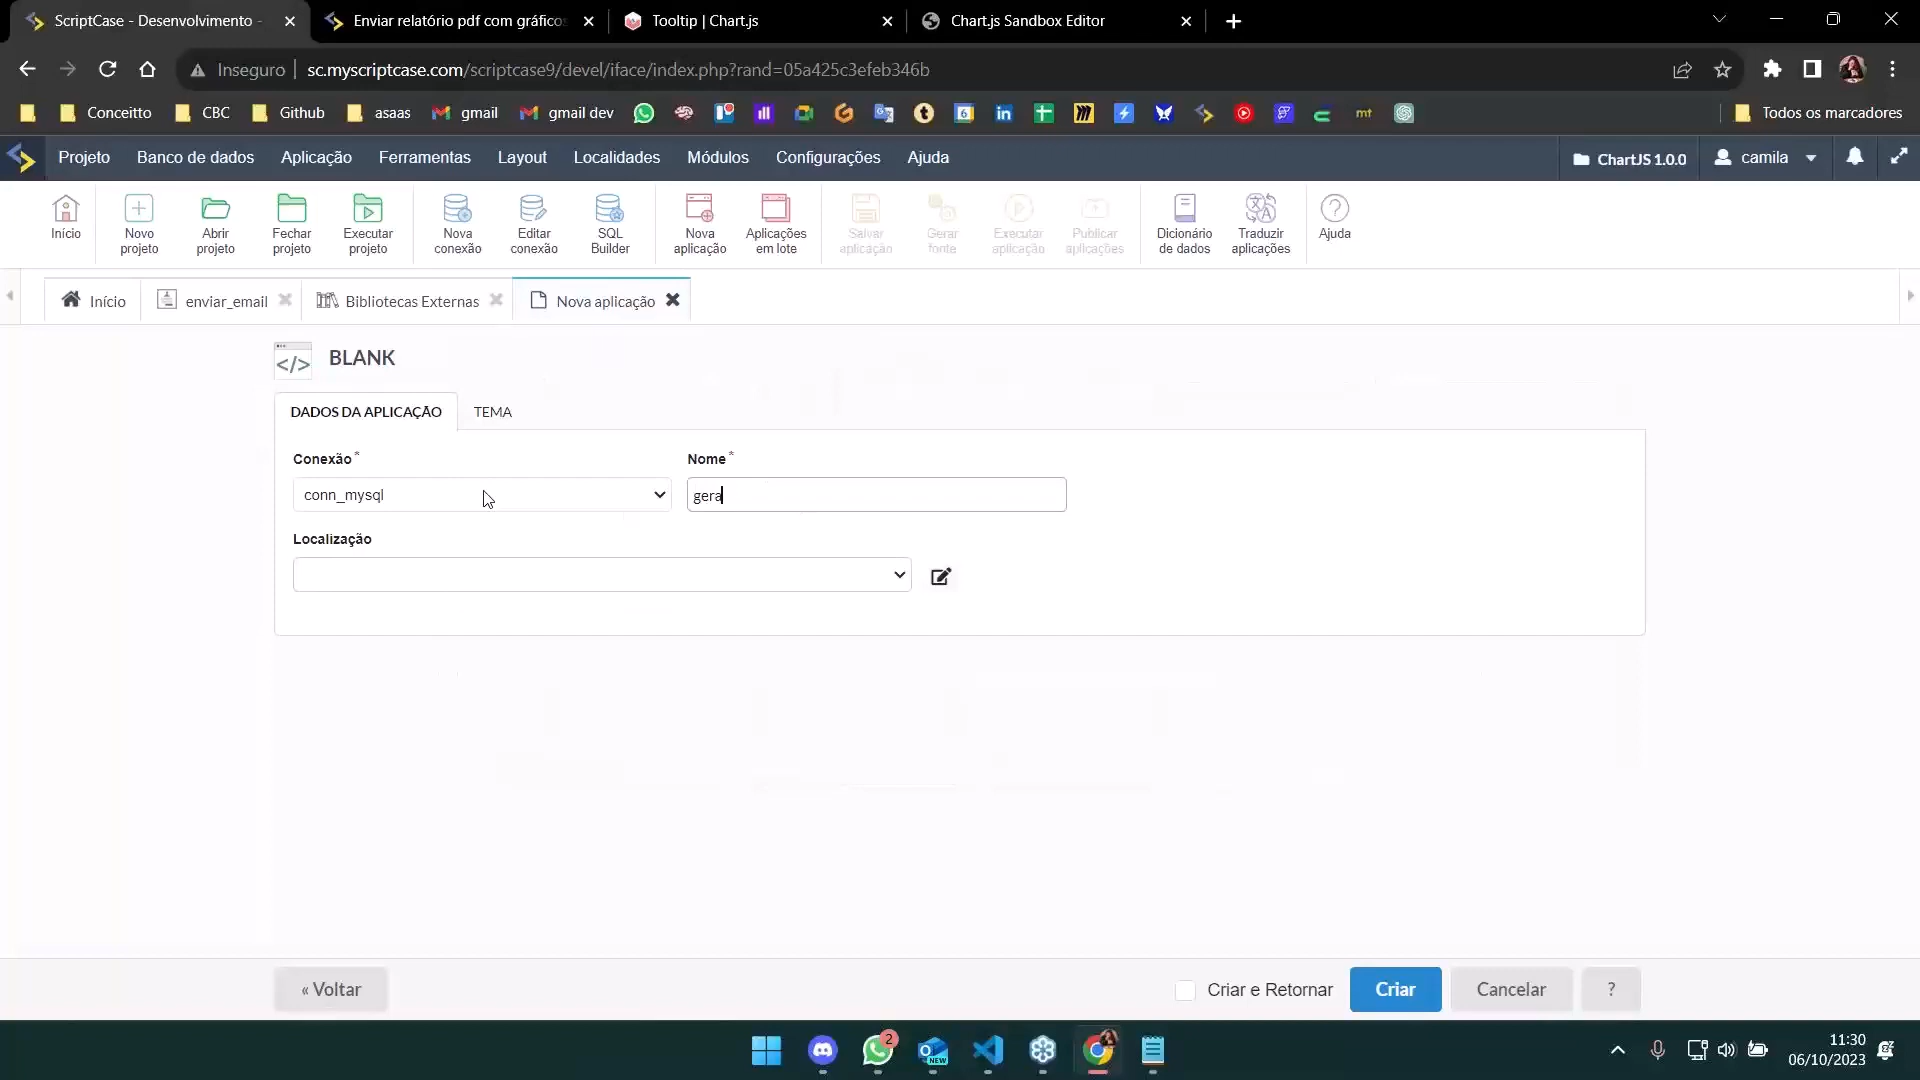 ScriptCase - Desenvolvimento -
Enviar relatório pdf com gráficos
Tooltip | Chart.js
Chart.js Sandbox Editor
Inseguro
sc.myscriptcase.com/scriptcase9/devel/iface/index.php?rand=05a425c3efeb346b
Conceitto
CBC
Github
asaas
gmail
gmail dev
Todos os marcadores
Projeto
Banco de dados
Aplicação
Ferramentas
Layout
Localidades
Módulos
Configurações
Ajuda
ChartJS 1.0.0
camila
Início
Novo projeto
Abrir projeto
Fechar projeto
Executar projeto
Nova conexão
Editar conexão
SQL Builder
Nova aplicação
Aplicações em lote
Salvar aplicação
Gerar fonte
Executar aplicação
Publicar aplicações
Dicionário de dados
Traduzir aplicações
Ajuda
Início
enviar_email
Bibliotecas Externas
Nova aplicação
</> BLANK
DADOS DA APLICAÇÃO
TEMA
Conexão*
Nome*
conn_mysql
gera
Localização
« Voltar
Criar e Retornar
Criar
Cancelar
?
2
NEW
11:30
06/10/2023